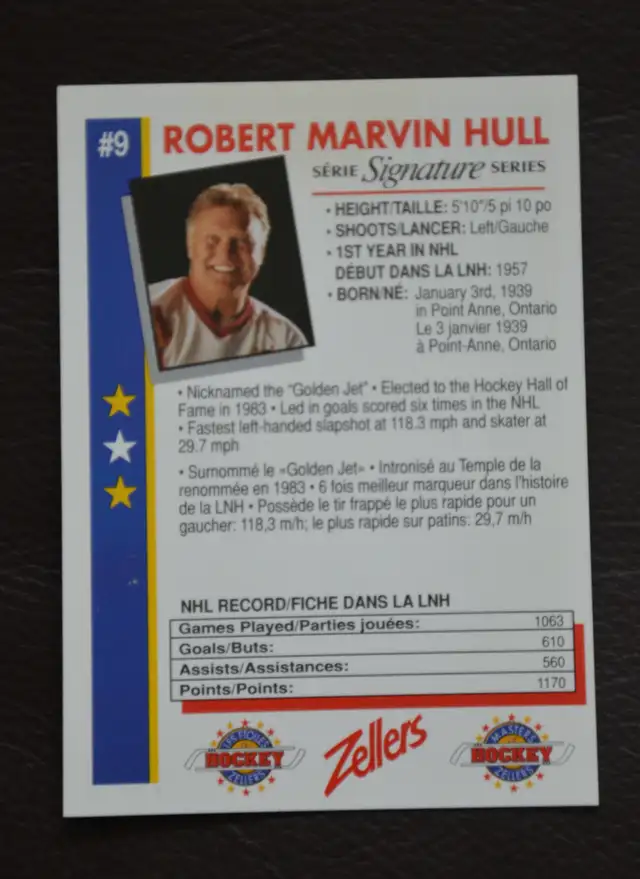 #9
ROBERT MARVIN HULL
SÉRIE Signature SERIES
• HEIGHT/TAILLE: 5'10"/5 pi 10 po
• SHOOTS/LANCER: Left/Gauche
• 1ST YEAR IN NHL
DÉBUT DANS LA LNH: 1957
• BORN/NÉ: January 3rd, 1939
in Point Anne, Ontario
Le 3 janvier 1939
à Point-Anne, Ontario
• Nicknamed the "Golden Jet" • Elected to the Hockey Hall of
Fame in 1983 • Led in goals scored six times in the NHL
• Fastest left-handed slapshot at 118.3 mph and skater at
29.7 mph
• Surnommé le «Golden Jet» • Intronisé au Temple de la
renommée en 1983 • 6 fois meilleur marqueur dans l'histoire
de la LNH • Possède le tir frappé le plus rapide pour un
gaucher: 118,3 m/h; le plus rapide sur patins: 29,7 m/h
NHL RECORD/FICHE DANS LA LNH
Games Played/Parties jouées: 1063
Goals/Buts: 610
Assists/Assistances: 560
Points/Points: 1170
LES ÉTOILES
HOCKEY
ZELLERS
Zellers
MASTERS
HOCKEY
ZELLERS